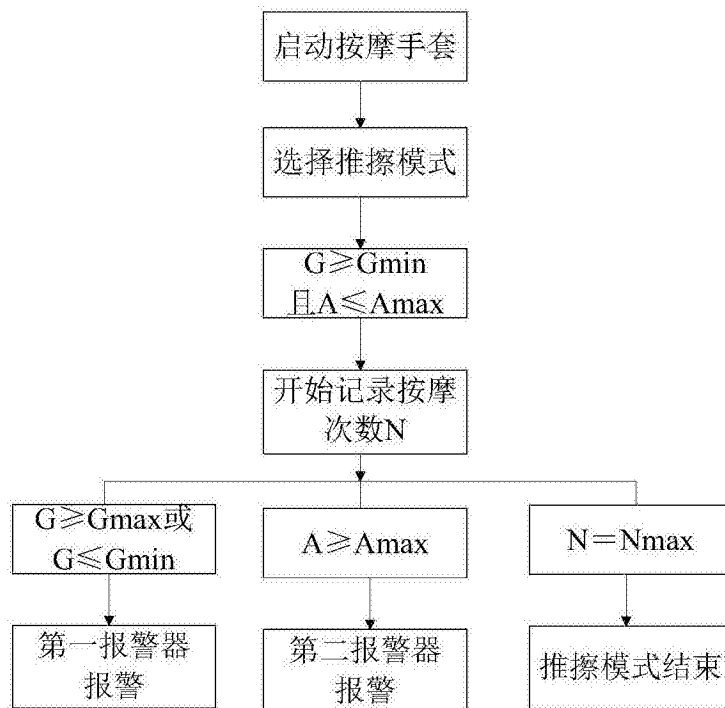 启动按摩手套
选择推擦模式
G≥Gmin
且A≤Amax
开始记录按摩
次数N
G≥Gmax或
G≤Gmin
A≥Amax
N＝Nmax
第一报警器
报警
第二报警器
报警
推擦模式结束